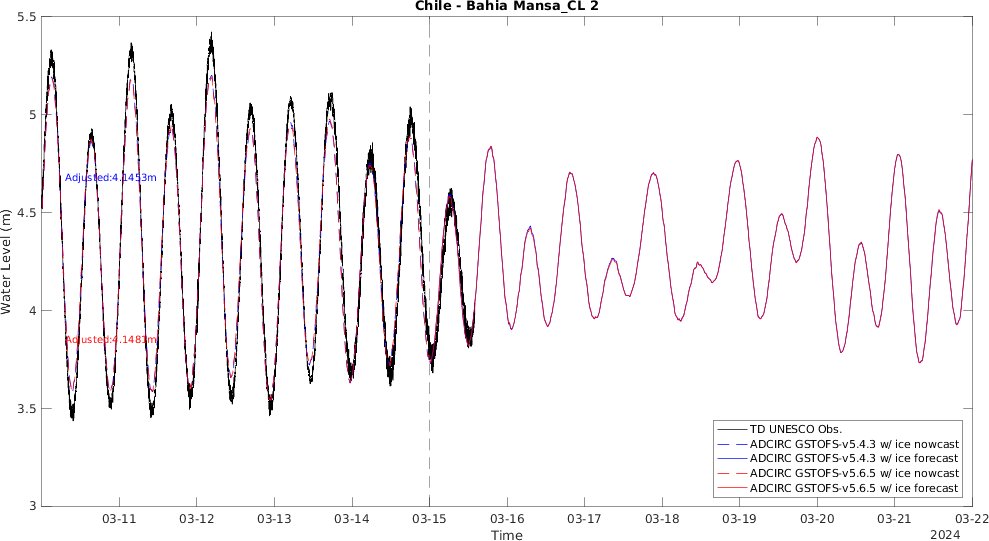 Chile - Bahia Mansa_CL 2
5.5
5
4.5
4
3.5
3
Water Level (m)
Adjusted:4.1453m
Adjusted:4.1481m
TD UNESCO Obs.
ADCIRC GSTOFS-v5.4.3 w/ ice nowcast
ADCIRC GSTOFS-v5.4.3 w/ ice forecast
ADCIRC GSTOFS-v5.6.5 w/ ice nowcast
ADCIRC GSTOFS-v5.6.5 w/ ice forecast
03-11 03-12 03-13 03-14 03-15 03-16 03-17 03-18 03-19 03-20 03-21 03-22
Time
2024